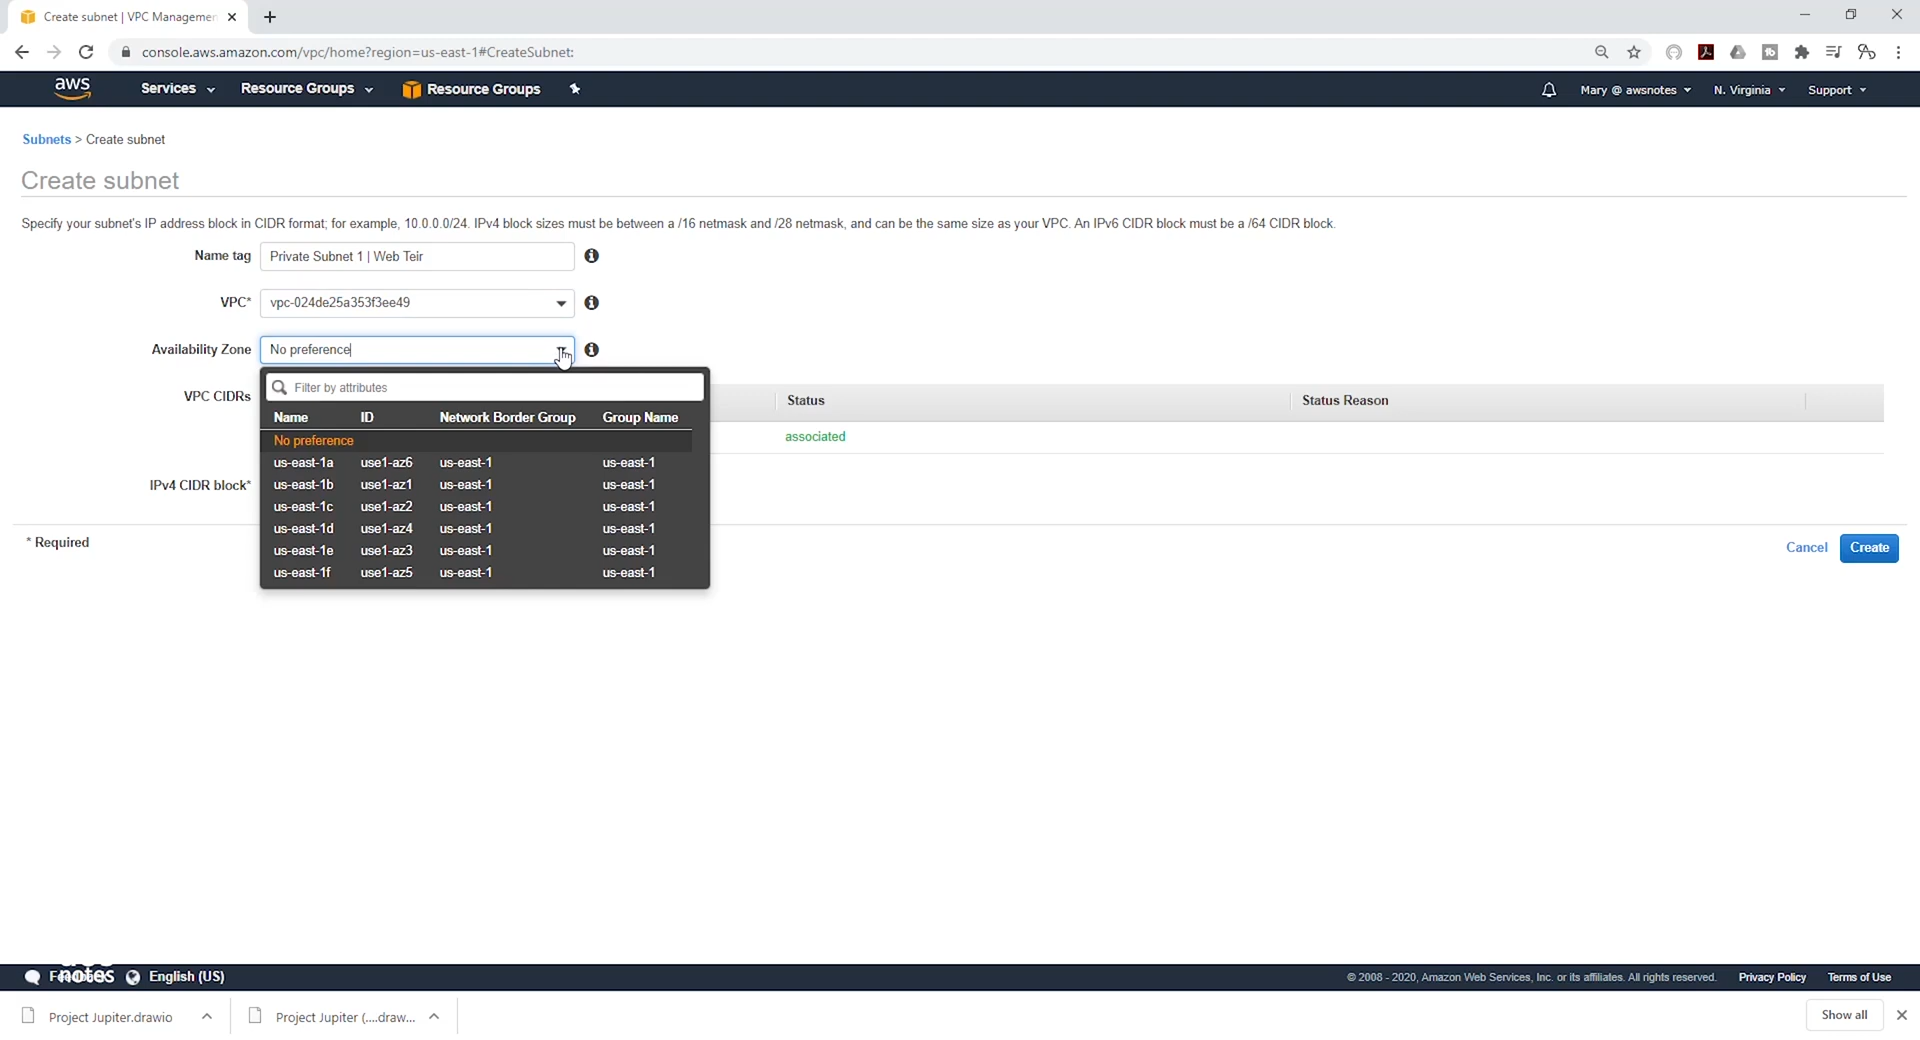 Create subnet | VPC Managemen
console.aws.amazon.com/vpc/home?region=us-east-1#CreateSubnet:
aws Services Resource Groups Resource Groups Mary @ awsnotes N. Virginia Support
Subnets > Create subnet
Create subnet
Specify your subnet's IP address block in CIDR format; for example, 10.0.0.0/24. IPv4 block sizes must be between a /16 netmask and /28 netmask, and can be the same size as your VPC. An IPv6 CIDR block must be a /64 CIDR block.
Name tag Private Subnet 1 | Web Teir
VPC* vpc-024de25a353f3ee49
Availability Zone No preference
Filter by attributes
VPC CIDRs Status Status Reason
Name ID Network Border Group Group Name
No preference associated
us-east-1a use1-az6 us-east-1 us-east-1
IPv4 CIDR block* us-east-1b use1-az1 us-east-1 us-east-1
us-east-1c use1-az2 us-east-1 us-east-1
us-east-1d use1-az4 us-east-1 us-east-1
* Required us-east-1e use1-az3 us-east-1 us-east-1 Cancel Create
us-east-1f use1-az5 us-east-1 us-east-1
notes English (US) © 2008 - 2020, Amazon Web Services, Inc. or its affiliates. All rights reserved. Privacy Policy Terms of Use
Project Jupiter.drawio Project Jupiter (....draw... Show all